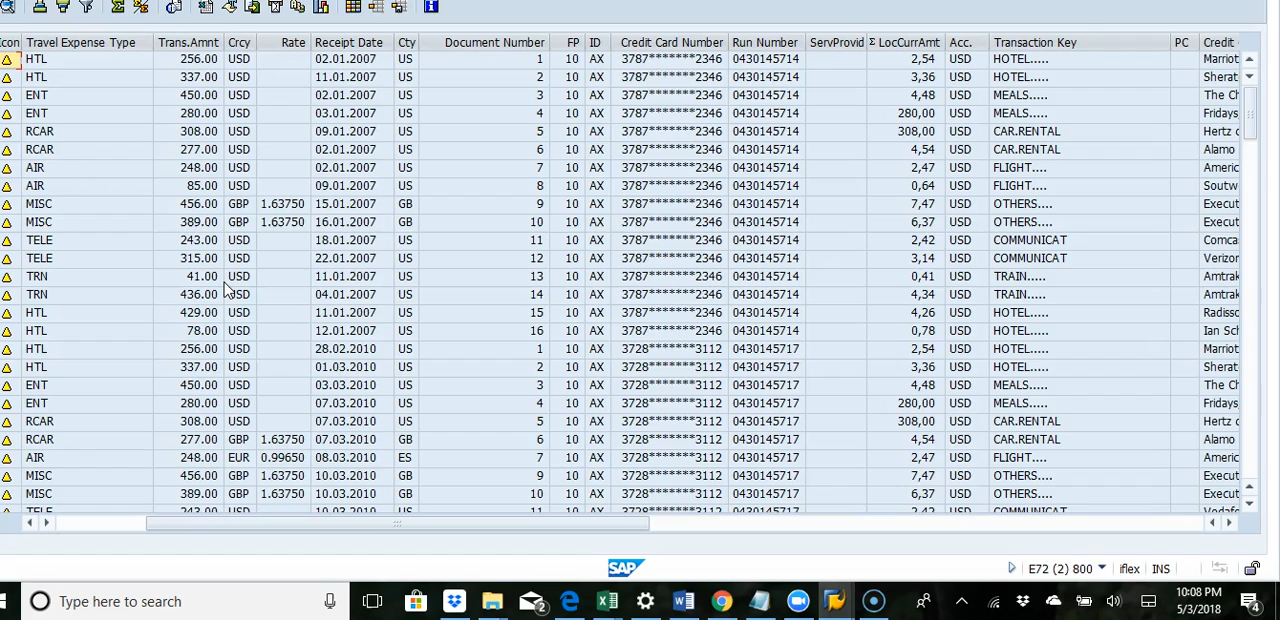 Icon Travel Expense Type Trans.Amnt Crcy Rate Receipt Date Cty Document Number FP ID Credit Card Number Run Number ServProvid Σ LocCurrAmt Acc. Transaction Key PC Credit
HTL 256.00 USD 02.01.2007 US 1 10 AX 3787*******2346 0430145714 2,54 USD HOTEL..... Marriot
HTL 337.00 USD 11.01.2007 US 2 10 AX 3787*******2346 0430145714 3,36 USD HOTEL..... Sherat
ENT 450.00 USD 02.01.2007 US 3 10 AX 3787*******2346 0430145714 4,48 USD MEALS..... The Ch
ENT 280.00 USD 03.01.2007 US 4 10 AX 3787*******2346 0430145714 280,00 USD MEALS..... Fridays
RCAR 308.00 USD 09.01.2007 US 5 10 AX 3787*******2346 0430145714 308,00 USD CAR.RENTAL Hertz c
RCAR 277.00 USD 02.01.2007 US 6 10 AX 3787*******2346 0430145714 4,54 USD CAR.RENTAL Alamo
AIR 248.00 USD 02.01.2007 US 7 10 AX 3787*******2346 0430145714 2,47 USD FLIGHT.... Americ
AIR 85.00 USD 09.01.2007 US 8 10 AX 3787*******2346 0430145714 0,64 USD FLIGHT.... Soutw
MISC 456.00 GBP 1.63750 15.01.2007 GB 9 10 AX 3787*******2346 0430145714 7,47 USD OTHERS.... Execut
MISC 389.00 GBP 1.63750 16.01.2007 GB 10 10 AX 3787*******2346 0430145714 6,37 USD OTHERS.... Execut
TELE 243.00 USD 18.01.2007 US 11 10 AX 3787*******2346 0430145714 2,42 USD COMMUNICAT Comca
TELE 315.00 USD 22.01.2007 US 12 10 AX 3787*******2346 0430145714 3,14 USD COMMUNICAT Verizor
TRN 41.00 USD 11.01.2007 US 13 10 AX 3787*******2346 0430145714 0,41 USD TRAIN..... Amtrak
TRN 436.00 USD 04.01.2007 US 14 10 AX 3787*******2346 0430145714 4,34 USD TRAIN..... Amtrak
HTL 429.00 USD 11.01.2007 US 15 10 AX 3787*******2346 0430145714 4,26 USD HOTEL..... Radisso
HTL 78.00 USD 12.01.2007 US 16 10 AX 3787*******2346 0430145714 0,78 USD HOTEL..... Ian Sch
HTL 256.00 USD 28.02.2010 US 1 10 AX 3728*******3112 0430145717 2,54 USD HOTEL..... Marriot
HTL 337.00 USD 01.03.2010 US 2 10 AX 3728*******3112 0430145717 3,36 USD HOTEL..... Sherat
ENT 450.00 USD 03.03.2010 US 3 10 AX 3728*******3112 0430145717 4,48 USD MEALS..... The Ch
ENT 280.00 USD 07.03.2010 US 4 10 AX 3728*******3112 0430145717 280,00 USD MEALS..... Fridays,
RCAR 308.00 USD 07.03.2010 US 5 10 AX 3728*******3112 0430145717 308,00 USD CAR.RENTAL Hertz c
RCAR 277.00 GBP 1.63750 07.03.2010 GB 6 10 AX 3728*******3112 0430145717 4,54 USD CAR.RENTAL Alamo
AIR 248.00 EUR 0.99650 08.03.2010 ES 7 10 AX 3728*******3112 0430145717 2,47 USD FLIGHT.... Americ
MISC 456.00 GBP 1.63750 10.03.2010 GB 9 10 AX 3728*******3112 0430145717 7,47 USD OTHERS.... Execut
MISC 389.00 GBP 1.63750 10.03.2010 GB 10 10 AX 3728*******3112 0430145717 6,37 USD OTHERS.... Execut
TELE 243.00 USD 10.03.2010 US 11 10 AX 3728*******3112 0430145717 2,42 USD COMMUNICAT
SAP E72 (2) 800 iflex INS
Type here to search 2 10:08 PM
5/3/2018 4